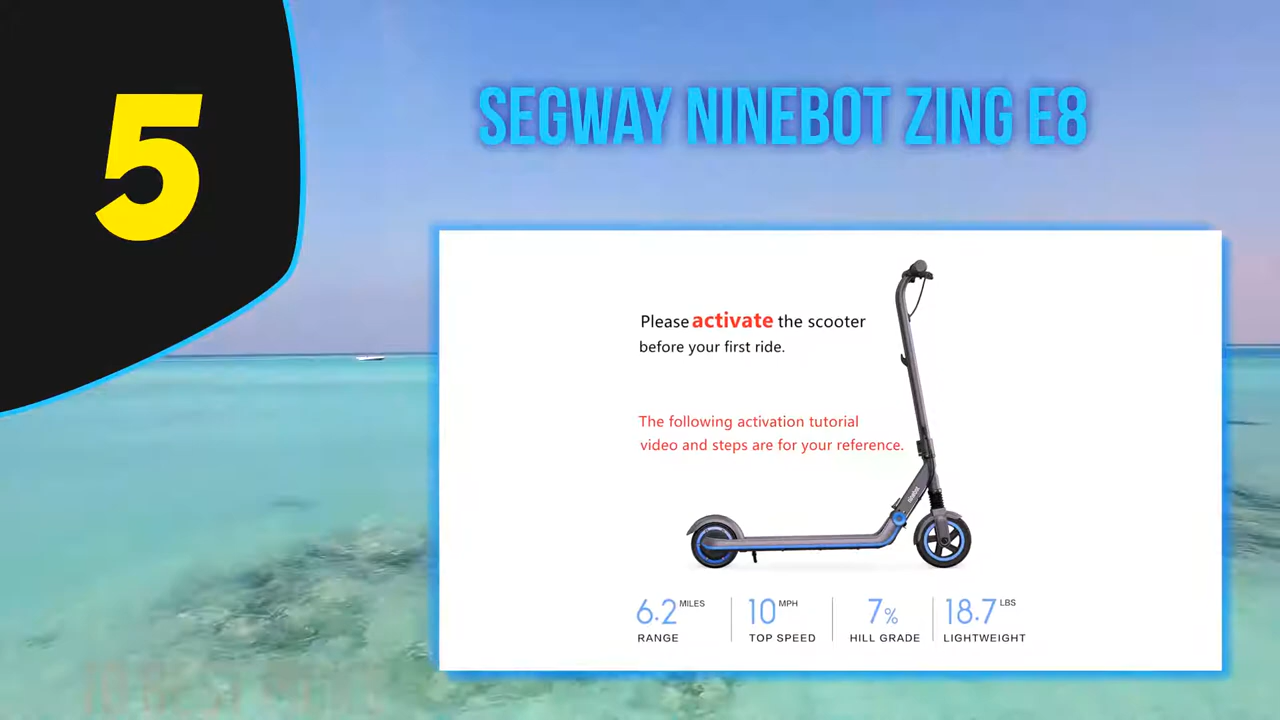 5
SEGWAY NINEBOT ZING E8
Please activate the scooter
before your first ride.
The following activation tutorial
video and steps are for your reference.
ninebot
6.2 MILES
RANGE
10 MPH
TOP SPEED
7%
HILL GRADE
18.7 LBS
LIGHTWEIGHT